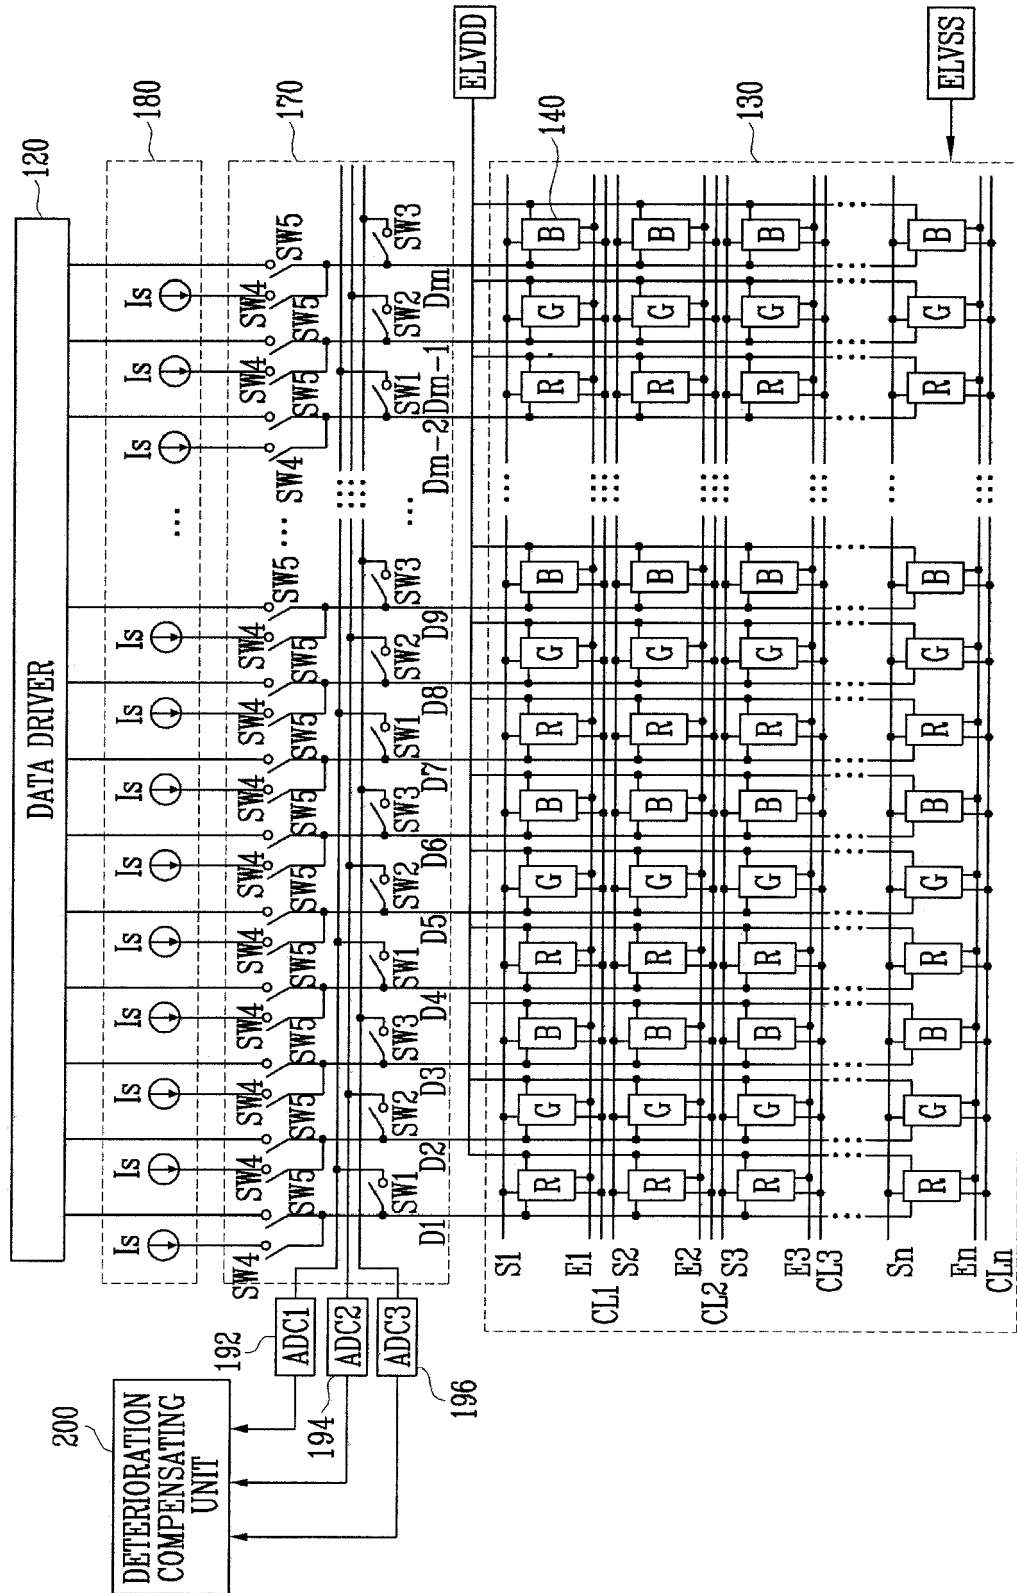 DATA DRIVER
120
200
DETERIORATION
COMPENSATING
UNIT
Is Is Is Is Is Is Is Is Is ... Is Is Is
180
SW4 SW4 SW4 SW4 SW4 SW4 SW4 SW4 SW4 ... SW4 SW4 SW4
SW5 SW5 SW5 SW5 SW5 SW5 SW5 SW5 SW5 ... SW5 SW5 SW5
170
192
ADC1
194
ADC2
ADC3
196
SW1 SW2 SW3 SW1 SW2 SW3 SW1 SW2 SW3 ... SW1 SW2 SW3
D1 D2 D3 D4 D5 D6 D7 D8 D9 ... Dm-2 Dm-1 Dm
ELVDD
S1
R G B R G B R G B R G B
140
E1
CL1
S2
R G B R G B R G B R G B
E2
CL2
S3
R G B R G B R G B R G B
E3
CL3
130
Sn
R G B R G B R G B R G B
En
CLn
ELVSS